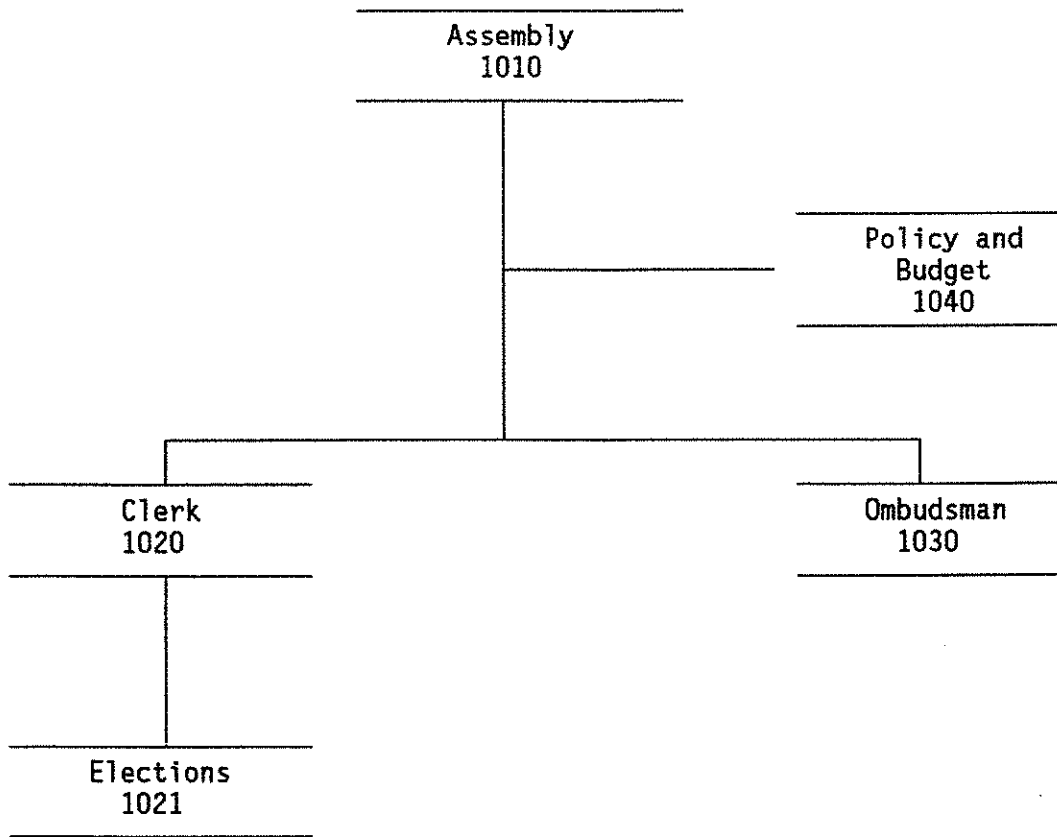 Assembly
1010
Policy and
Budget
1040
Clerk
1020
Ombudsman
1030
Elections
1021